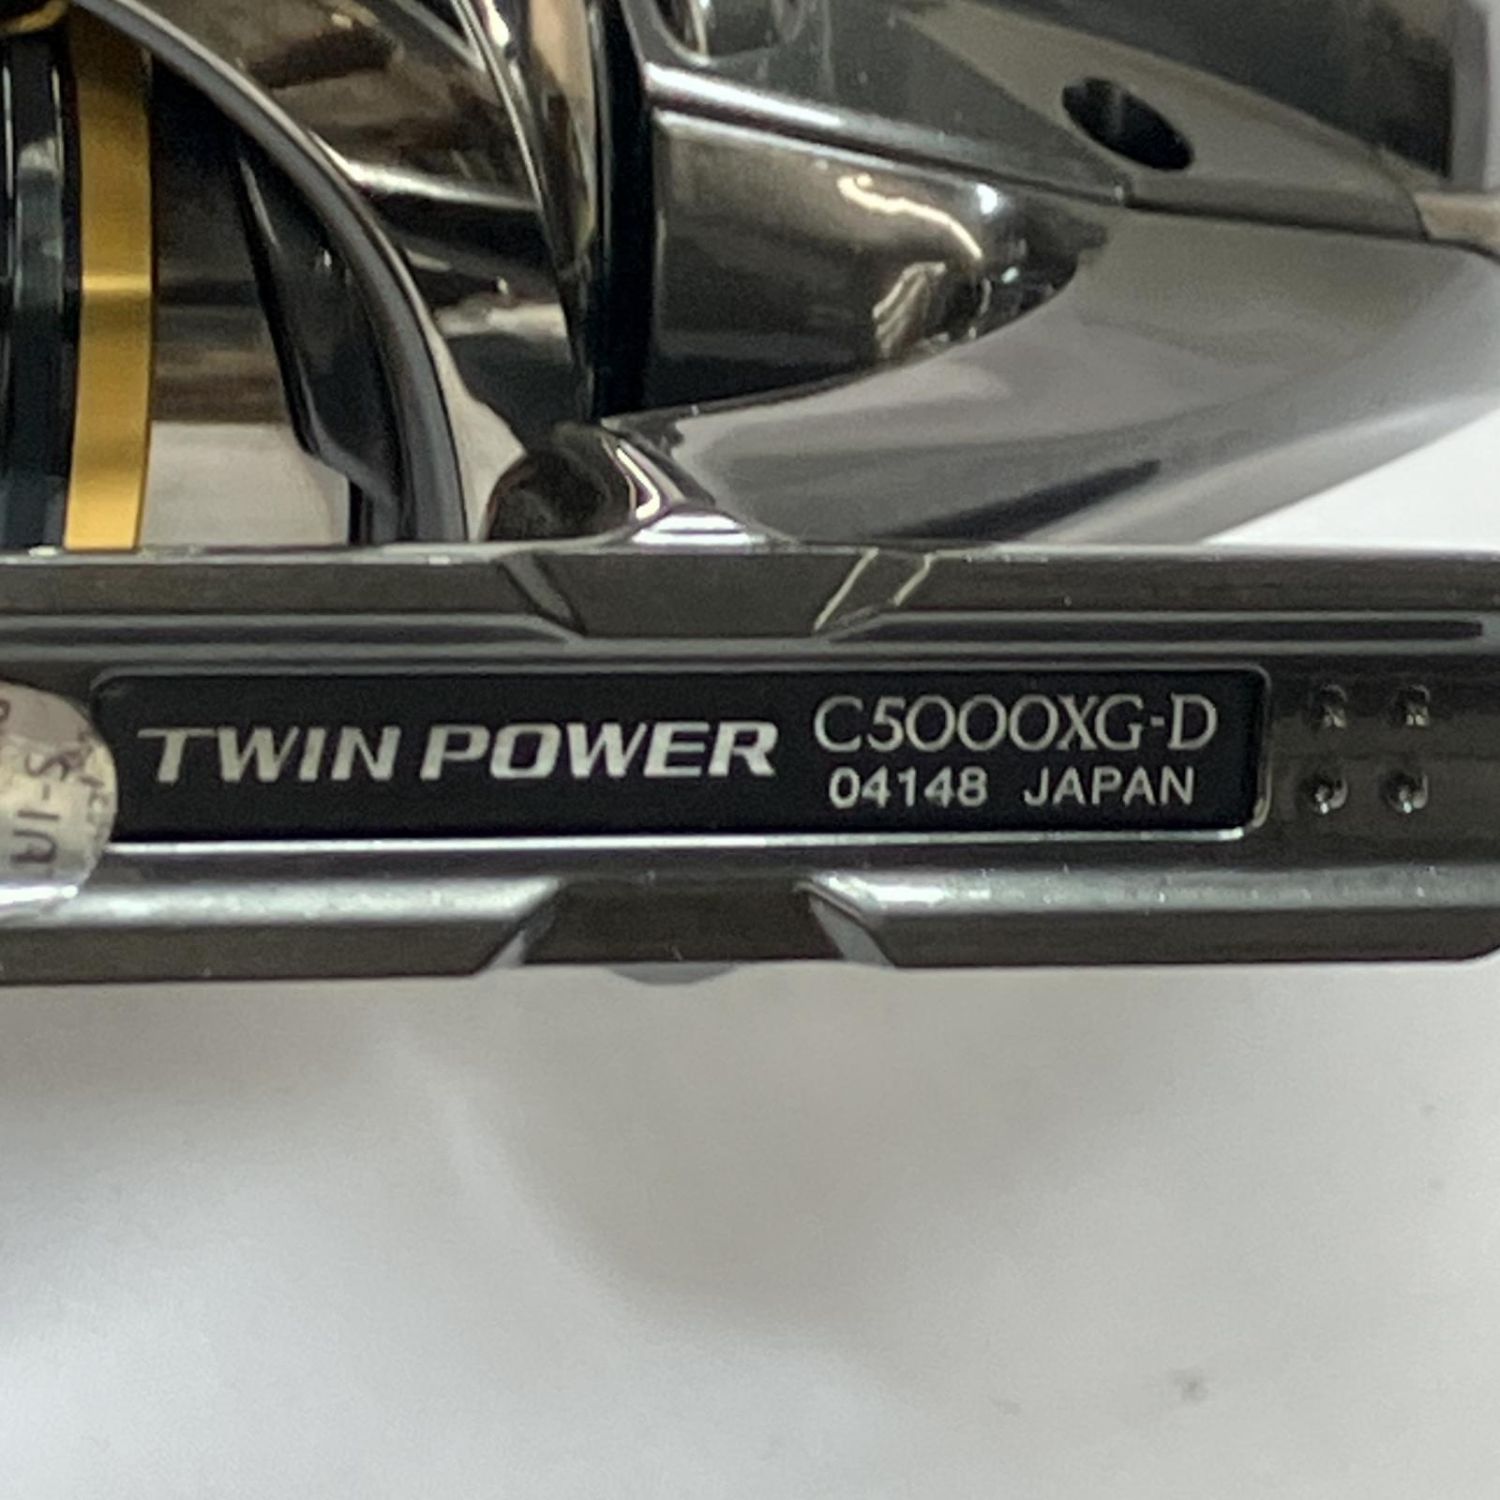 TWIN POWER C5000XG-D
04148 JAPAN